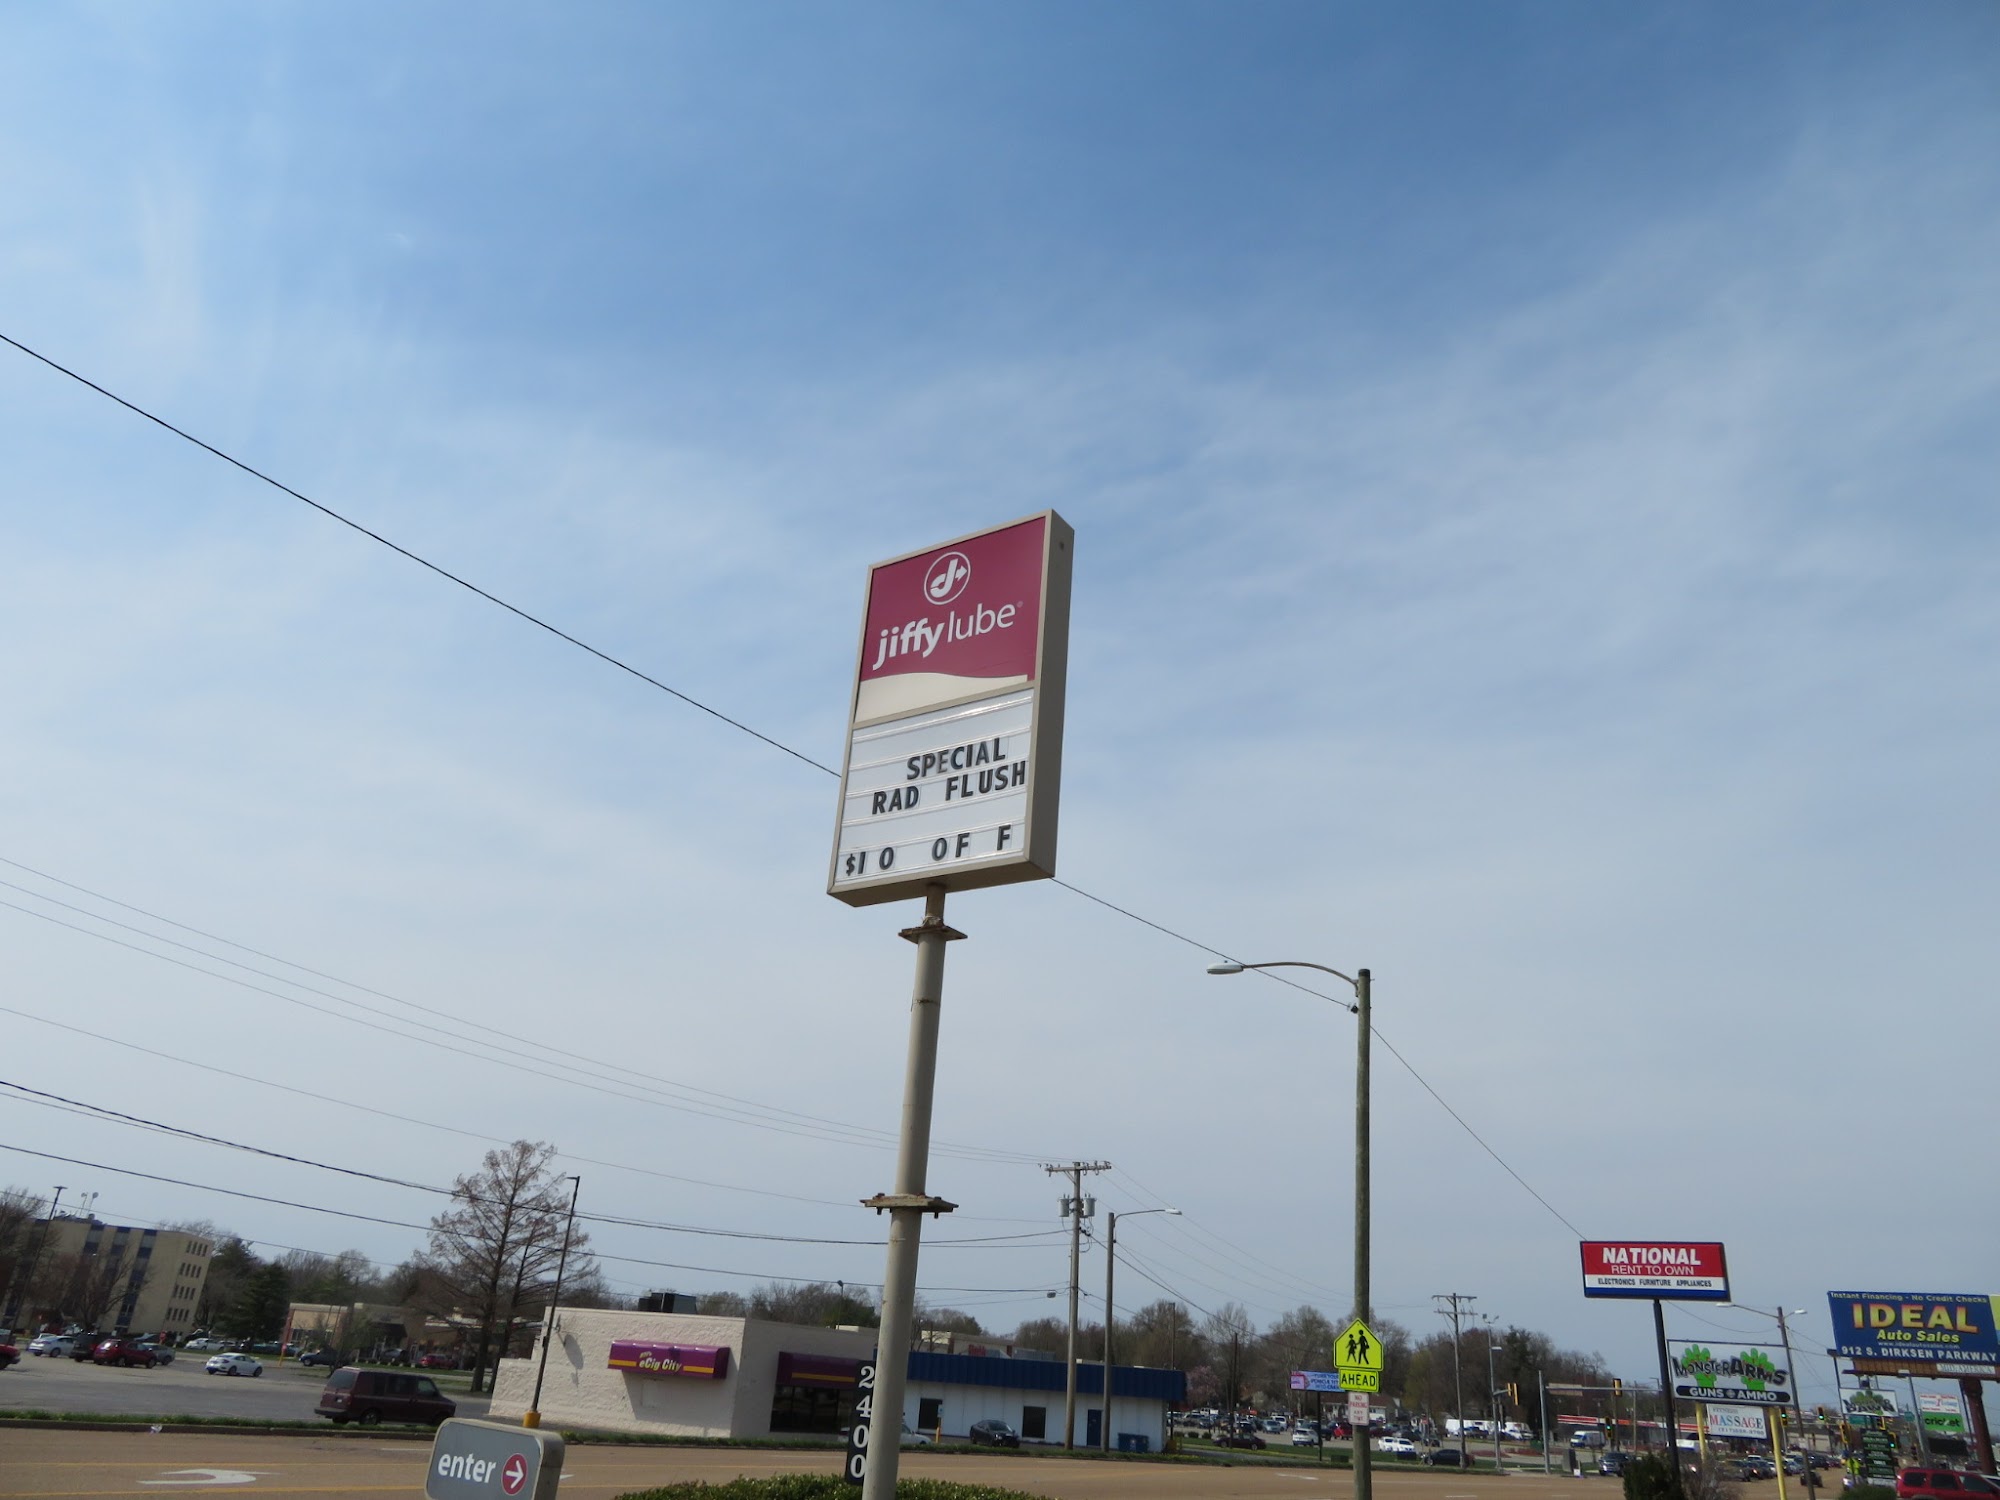 jiffy lube®
SPECIAL
RAD FLUSH
$10 OFF
2400
enter
eCig City
AHEAD
NATIONAL
RENT TO OWN
ELECTRONICS FURNITURE APPLIANCES
MONSTER ARMS
GUNS AMMO
MASSAGE
Instant Financing - No Credit Checks
IDEAL
Auto Sales
912 S. DIRKSEN PARKWAY
cricket